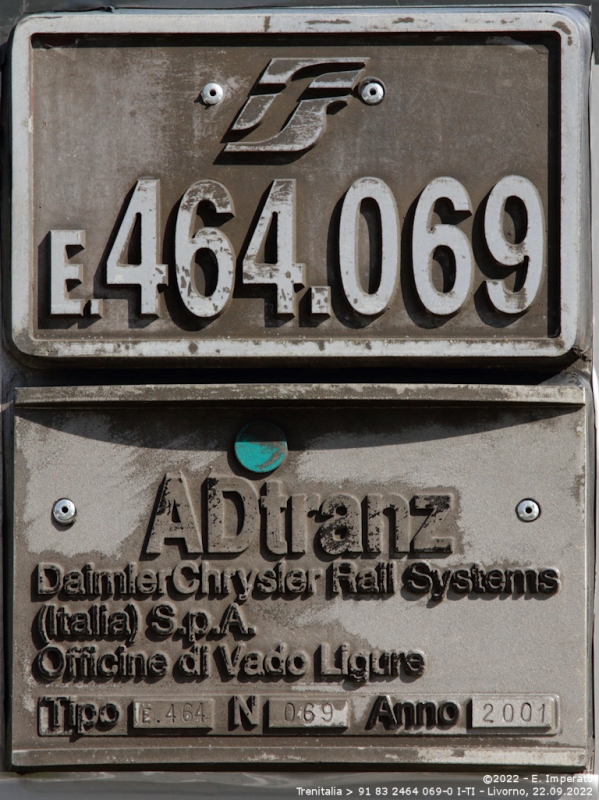 E.464.069
ADtranz
DaimlerChrysler Rail Systems
(Italia) S.p.A.
Officine di Vado Ligure
Tipo E.464 N 069 Anno 2001
©2022 - E. Imperato
Trenitalia > 91 83 2464 069-0 I-TI - Livorno, 22.09.2022